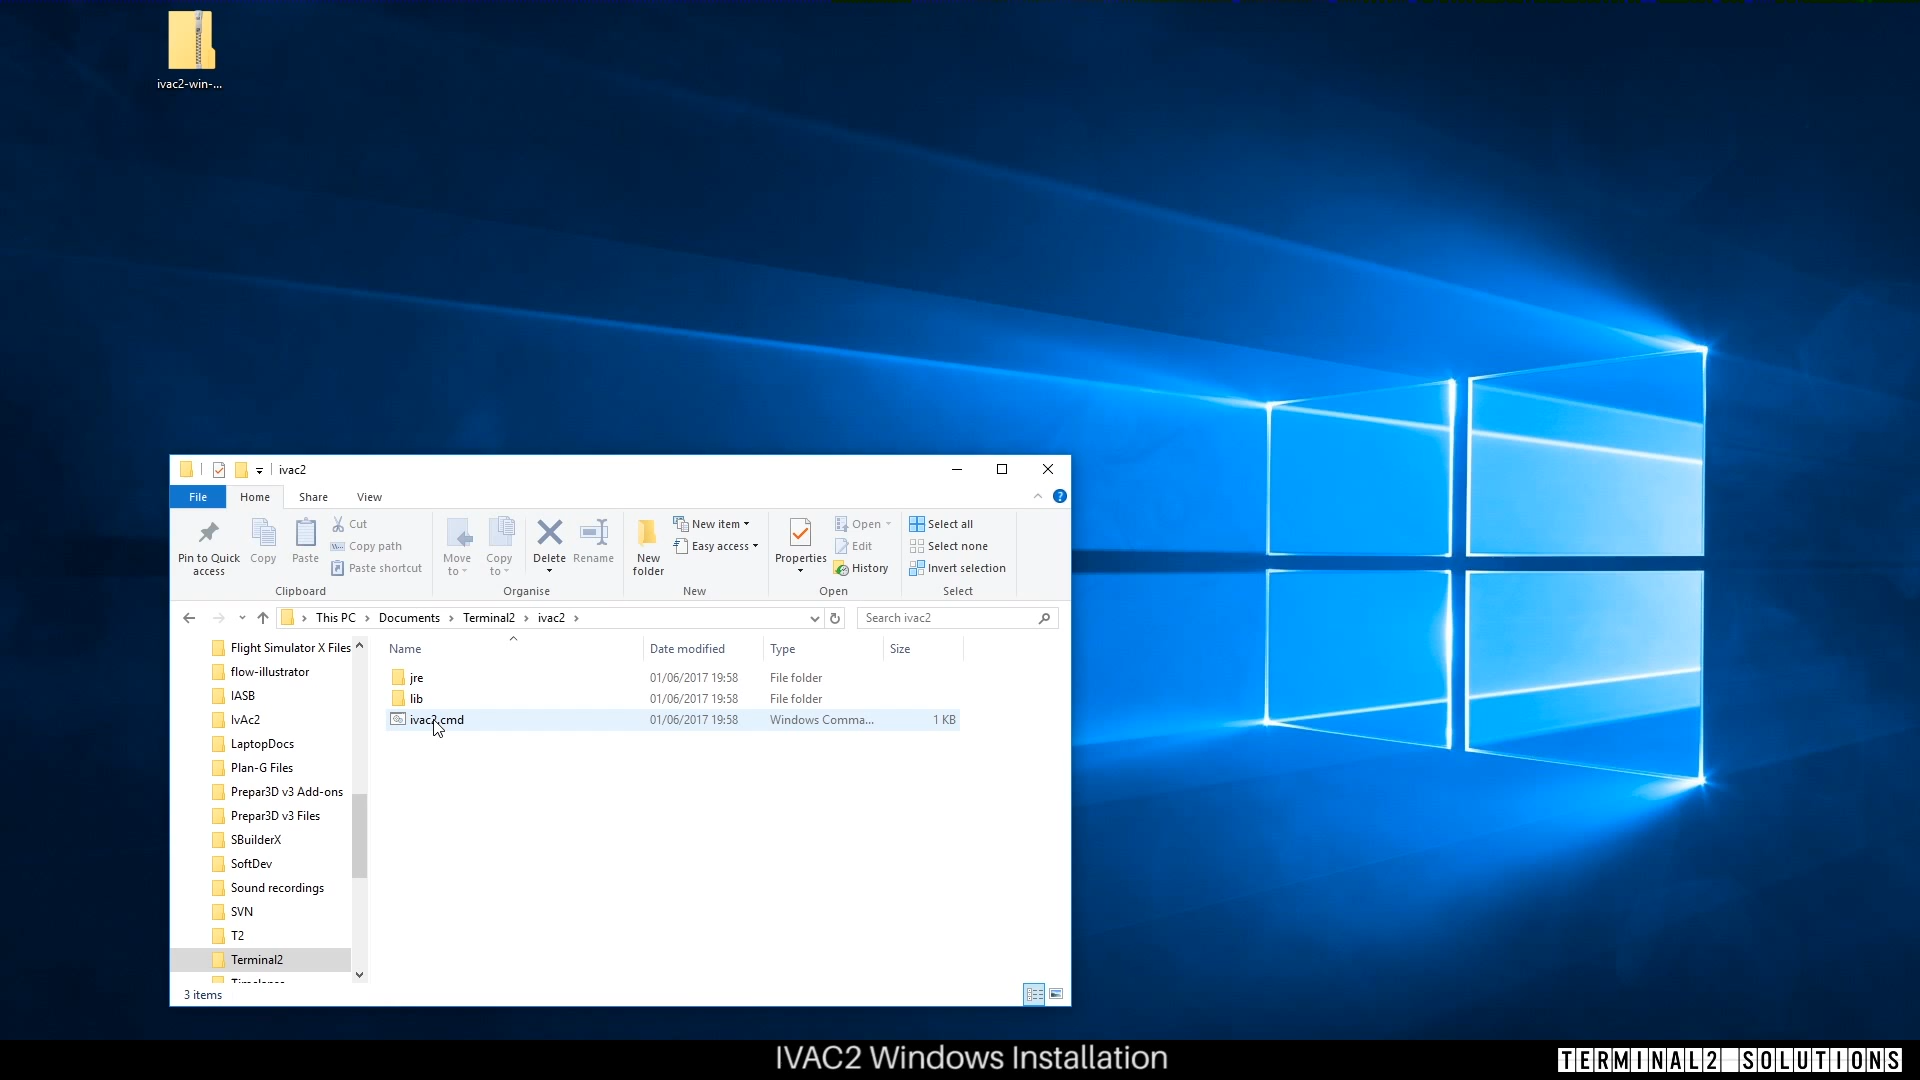 ivac2-win-...
ivac2
File Home Share View
Pin to Quick access
Copy
Paste
Cut
Copy path
Paste shortcut
Clipboard
Move to
Copy to
Delete
Rename
Organise
New folder
New item
Easy access
New
Properties
Open
Edit
History
Open
Select all
Select none
Invert selection
Select
This PC Documents Terminal2 ivac2
Search ivac2
Flight Simulator X Files
flow-illustrator
IASB
IvAc2
LaptopDocs
Plan-G Files
Prepar3D v3 Add-ons
Prepar3D v3 Files
SBuilderX
SoftDev
Sound recordings
SVN
T2
Terminal2
Name Date modified Type Size
jre 01/06/2017 19:58 File folder
lib 01/06/2017 19:58 File folder
ivac2.cmd 01/06/2017 19:58 Windows Comma... 1 KB
3 items
IVAC2 Windows Installation
TERMINAL2 SOLUTIONS